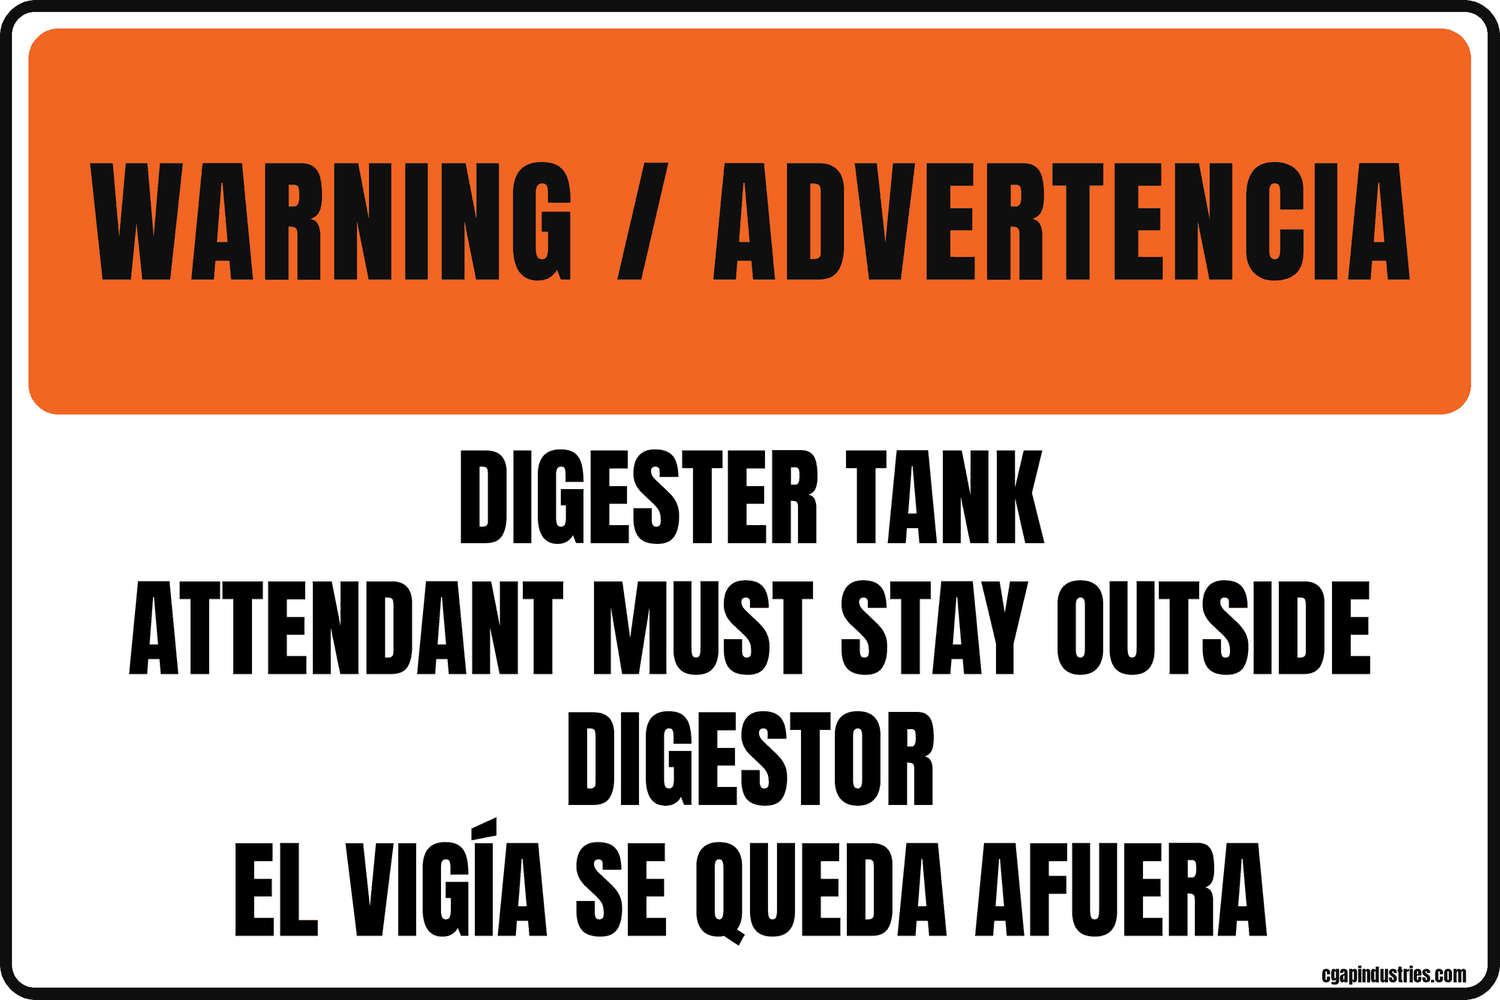 WARNING / ADVERTENCIA
DIGESTER TANK
ATTENDANT MUST STAY OUTSIDE
DIGESTOR
EL VIGÍA SE QUEDA AFUERA
cgapindustries.com